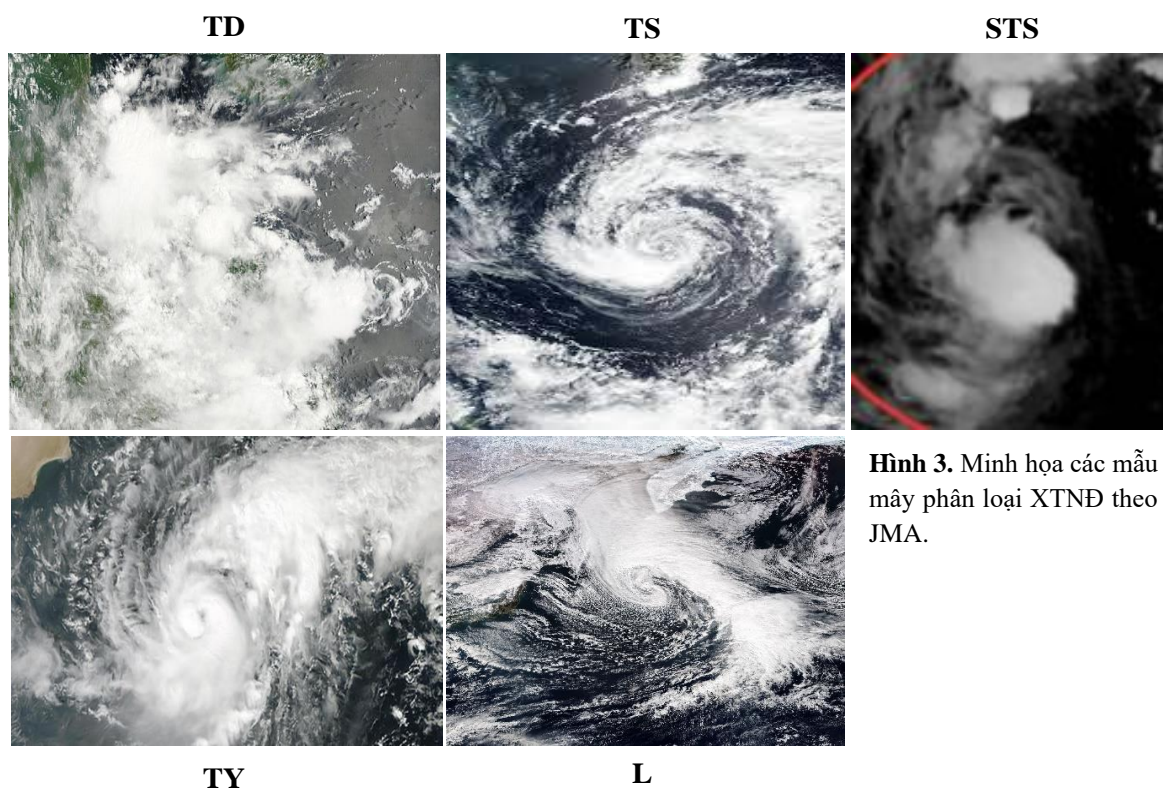 TD
TS
STS
Hình 3. Minh họa các mẫu
mây phân loại XTNĐ theo
JMA.
TY
L